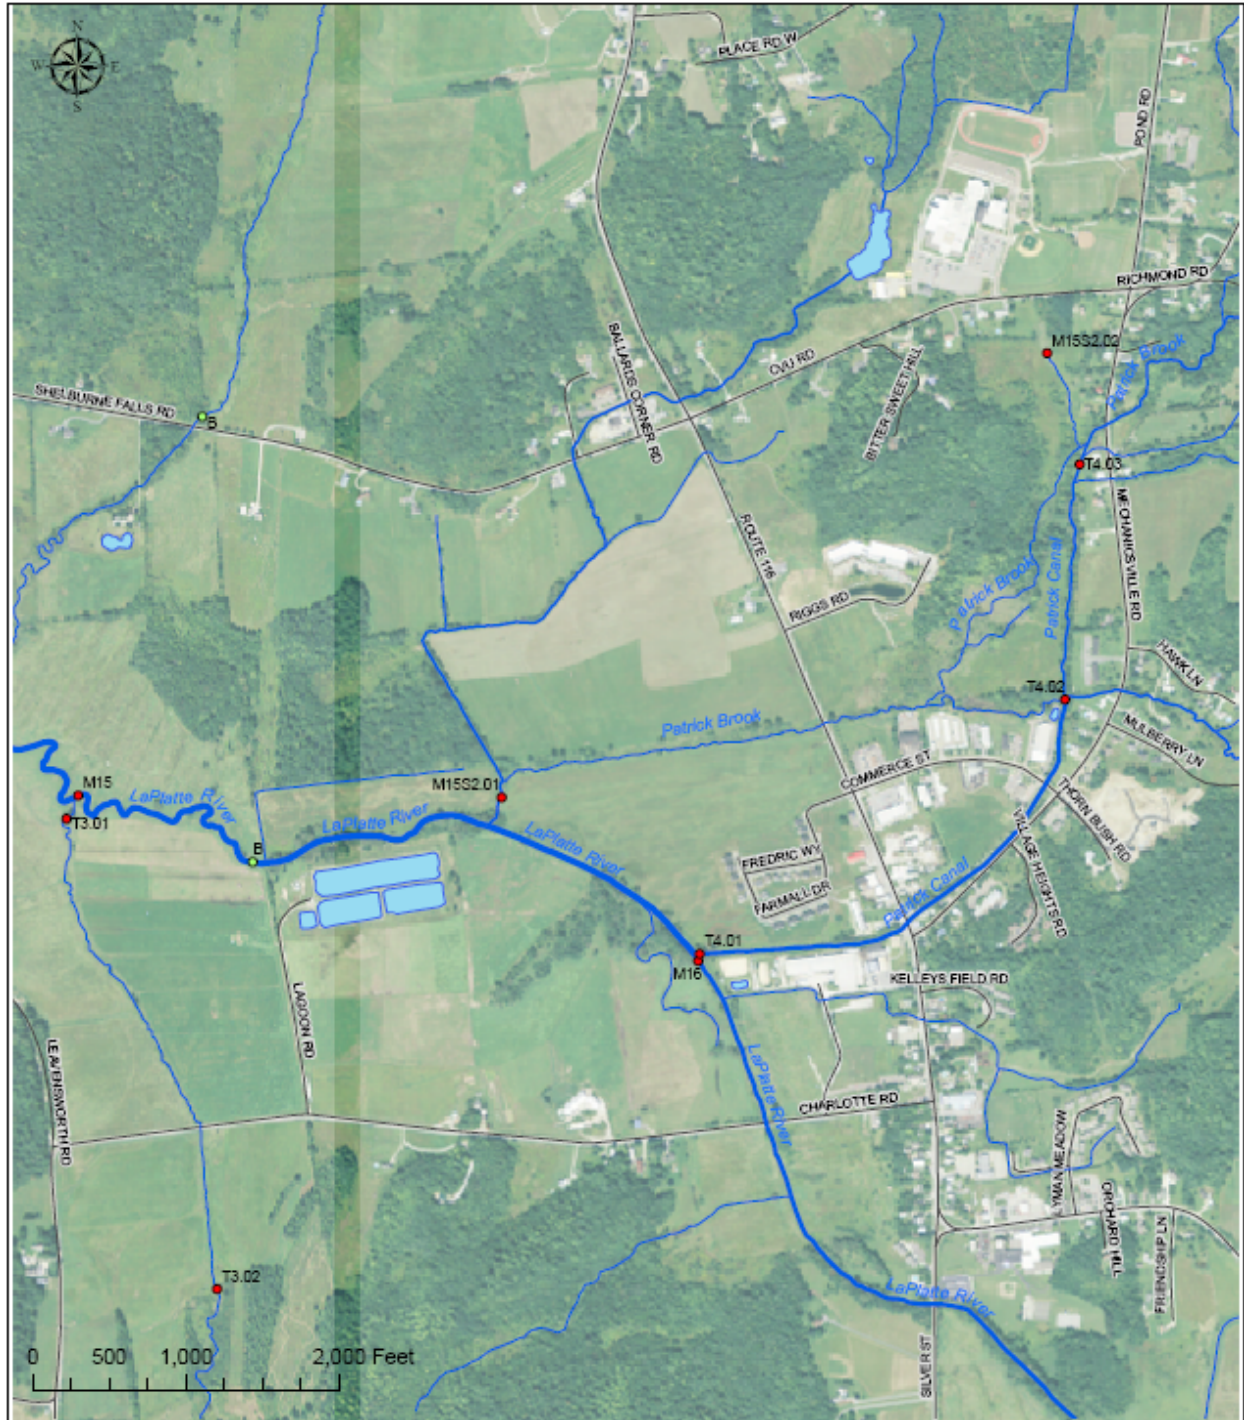 N
W E
S
PLACE RD W
POND RD
RICHMOND RD
BALLARDS CORNER RD
CVU RD
BITTER SWEET HILL
M15S2.02
Patrick Brook
SHELBURNE FALLS RD
B
T4.03
MECHANICSVILLE RD
ROUTE 116
Patrick Brook
Patrick Canal
RIGGS RD
HAWK LN
T4.02
C
MULBERRY LN
Patrick Brook
COMMERCE ST
M15S2.01
M15
LaPlatte River
T3.01
LaPlatte River
LaPlatte River
THORN BUSH RD
VILLAGE HEIGHTS RD
B
FREDRIC WY
FARMALL DR
Patrick Canal
T4.01
M16
KELLEYS FIELD RD
LAGOON RD
LEAVENSWORTH RD
LaPlatte River
CHARLOTTE RD
LYMAN MEADOW
ORCHARD HILL
FRIENDSHIP LN
T3.02
LaPlatte River
SILVER ST
0 500 1,000 2,000 Feet